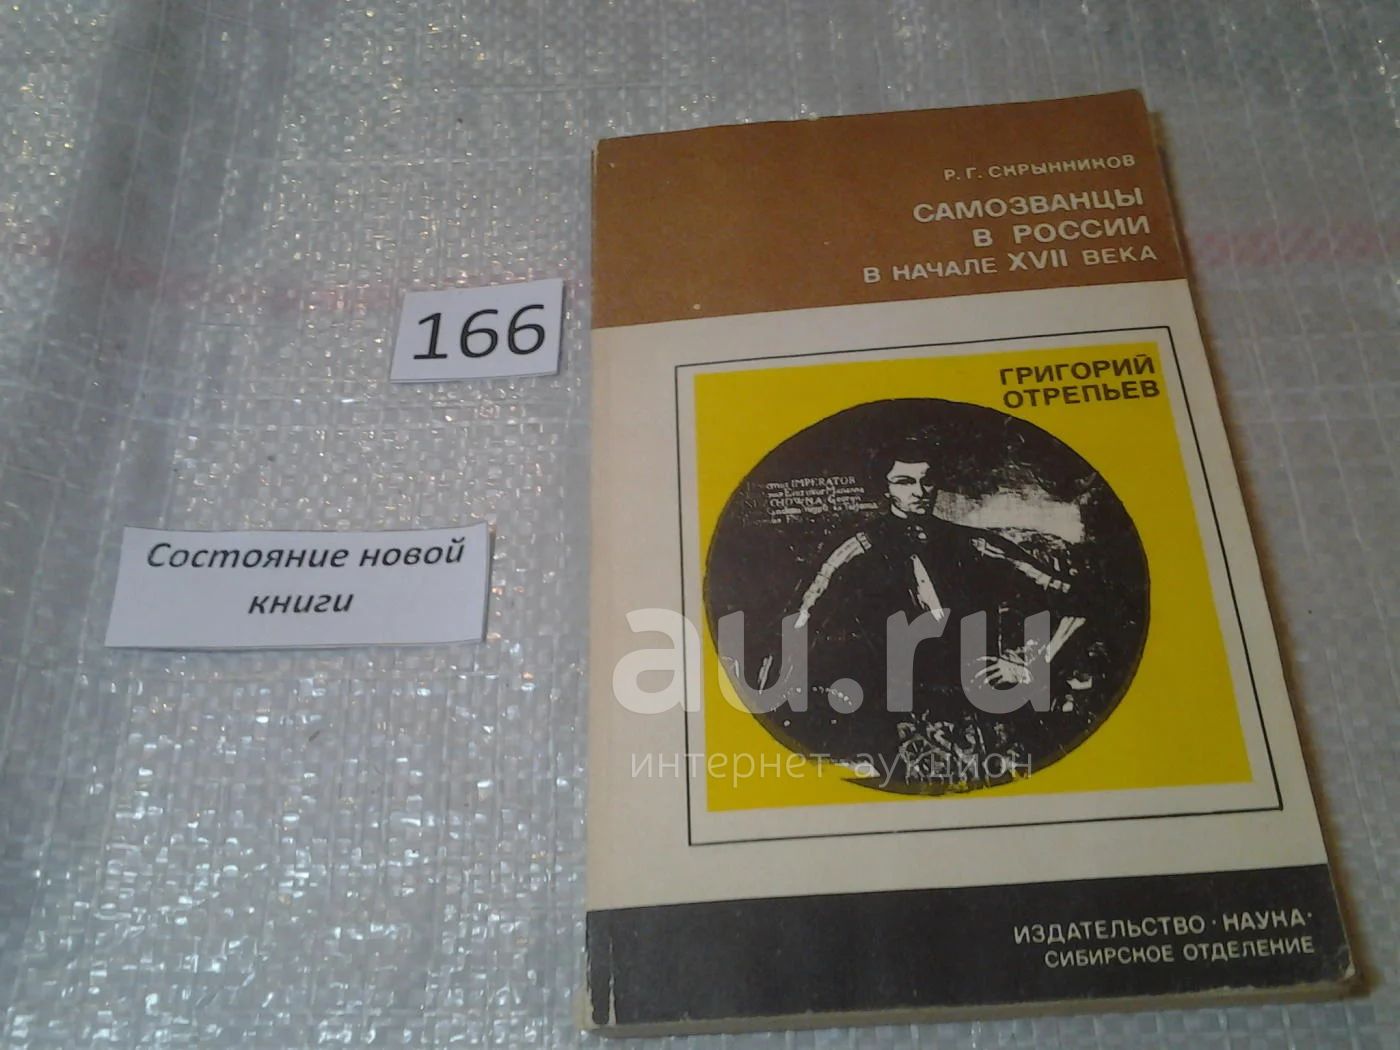 Р. Г. СКРЫННИКОВ
САМОЗВАНЦЫ
В РОССИИ
В НАЧАЛЕ XVII ВЕКА
166
ГРИГОРИЙ
ОТРЕПЬЕВ
IMPERATOR
Состояние новой
книги
au.ru
интернет-аукцион
ИЗДАТЕЛЬСТВО · НАУКА ·
СИБИРСКОЕ ОТДЕЛЕНИЕ